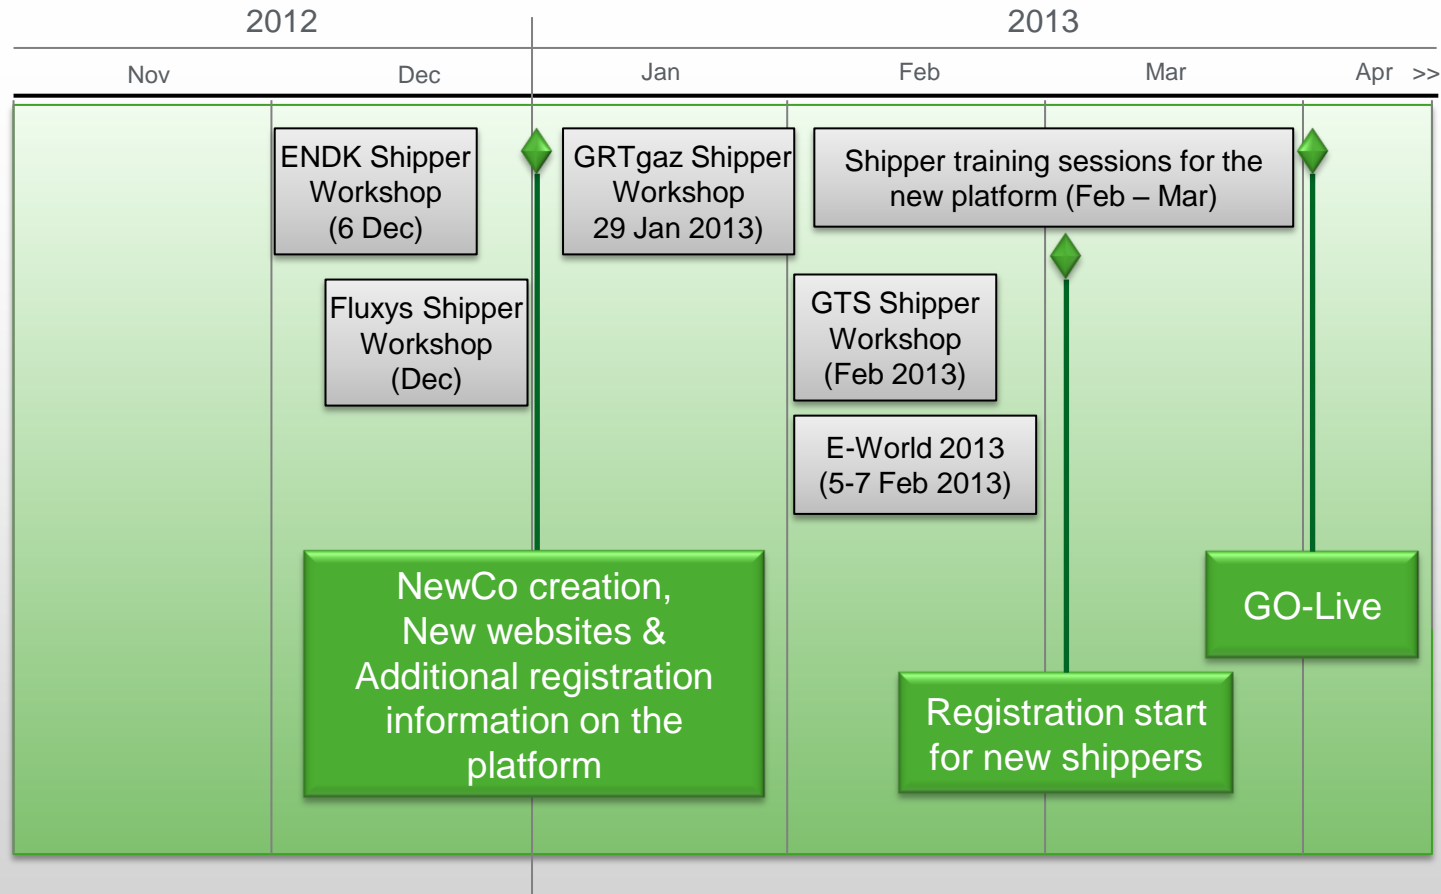 2012
2013
Nov
Dec
Jan
Feb
Mar
Apr >>
ENDK Shipper
Workshop
(6 Dec)
GRTgaz Shipper
Workshop
29 Jan 2013)
Shipper training sessions for the
new platform (Feb – Mar)
Fluxys Shipper
Workshop
(Dec)
GTS Shipper
Workshop
(Feb 2013)
E-World 2013
(5-7 Feb 2013)
NewCo creation,
New websites &
Additional registration
information on the
platform
GO-Live
Registration start
for new shippers